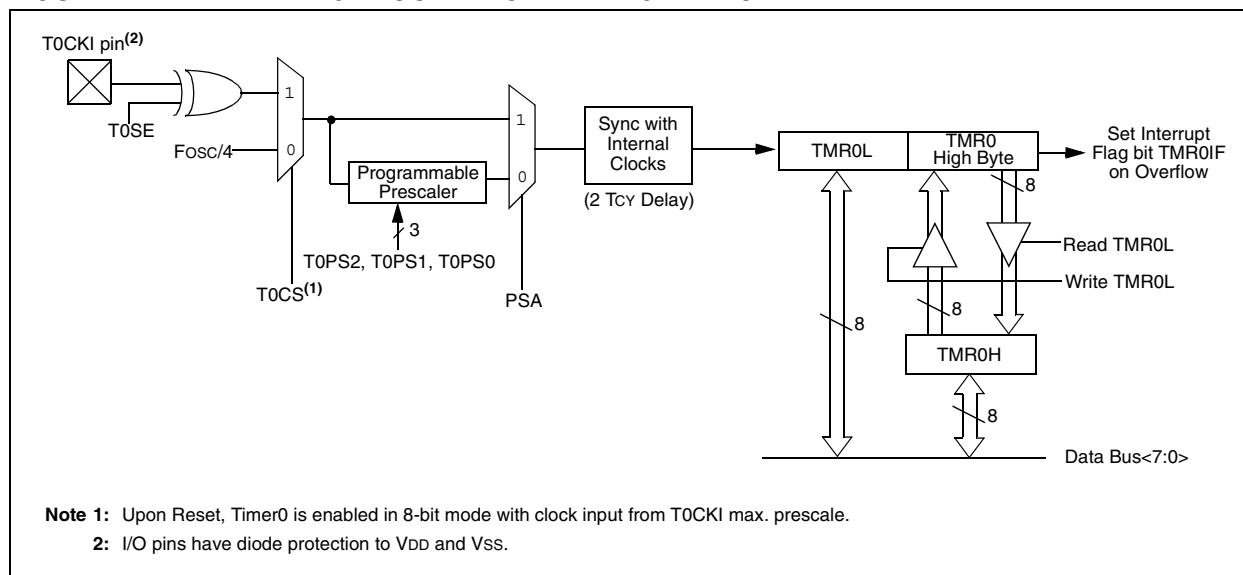 T0CKI pin(2)
T0SE
FOSC/4
1
0
Programmable
Prescaler
3
T0PS2, T0PS1, T0PS0
T0CS(1)
1
0
PSA
Sync with
Internal
Clocks
(2 TCY Delay)
TMR0L
TMR0
High Byte
Set Interrupt
Flag bit TMR0IF
on Overflow
8
Read TMR0L
Write TMR0L
8
8
TMR0H
8
Data Bus<7:0>
Note 1: Upon Reset, Timer0 is enabled in 8-bit mode with clock input from T0CKI max. prescale.
2: I/O pins have diode protection to VDD and VSS.